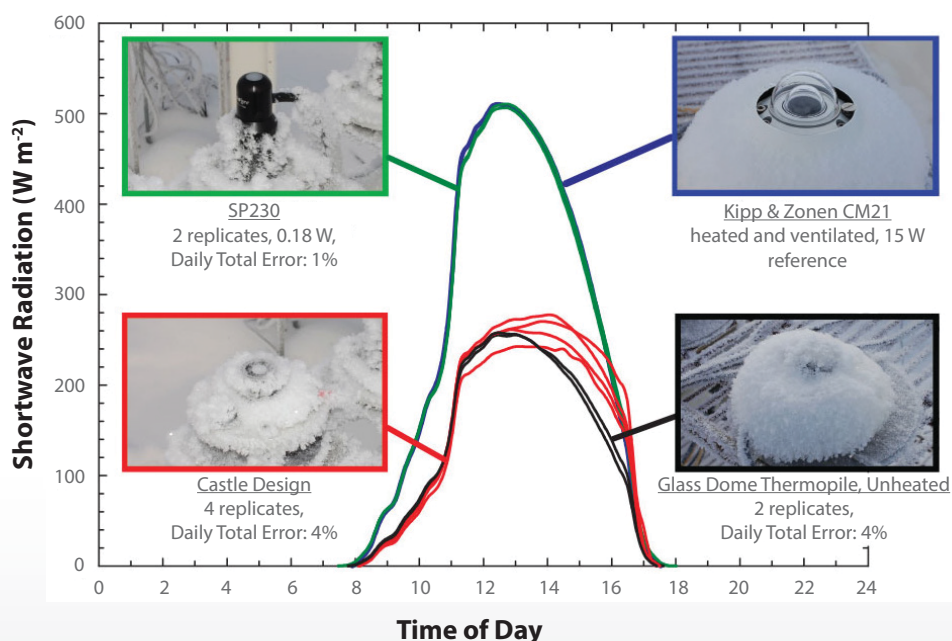 Shortwave Radiation (W m⁻²)
600
500
400
300
200
100
0
SP230
2 replicates, 0.18 W,
Daily Total Error: 1%
Kipp & Zonen CM21
heated and ventilated, 15 W
reference
Castle Design
4 replicates,
Daily Total Error: 4%
Glass Dome Thermopile, Unheated
2 replicates,
Daily Total Error: 4%
0 2 4 6 8 10 12 14 16 18 20 22 24
Time of Day